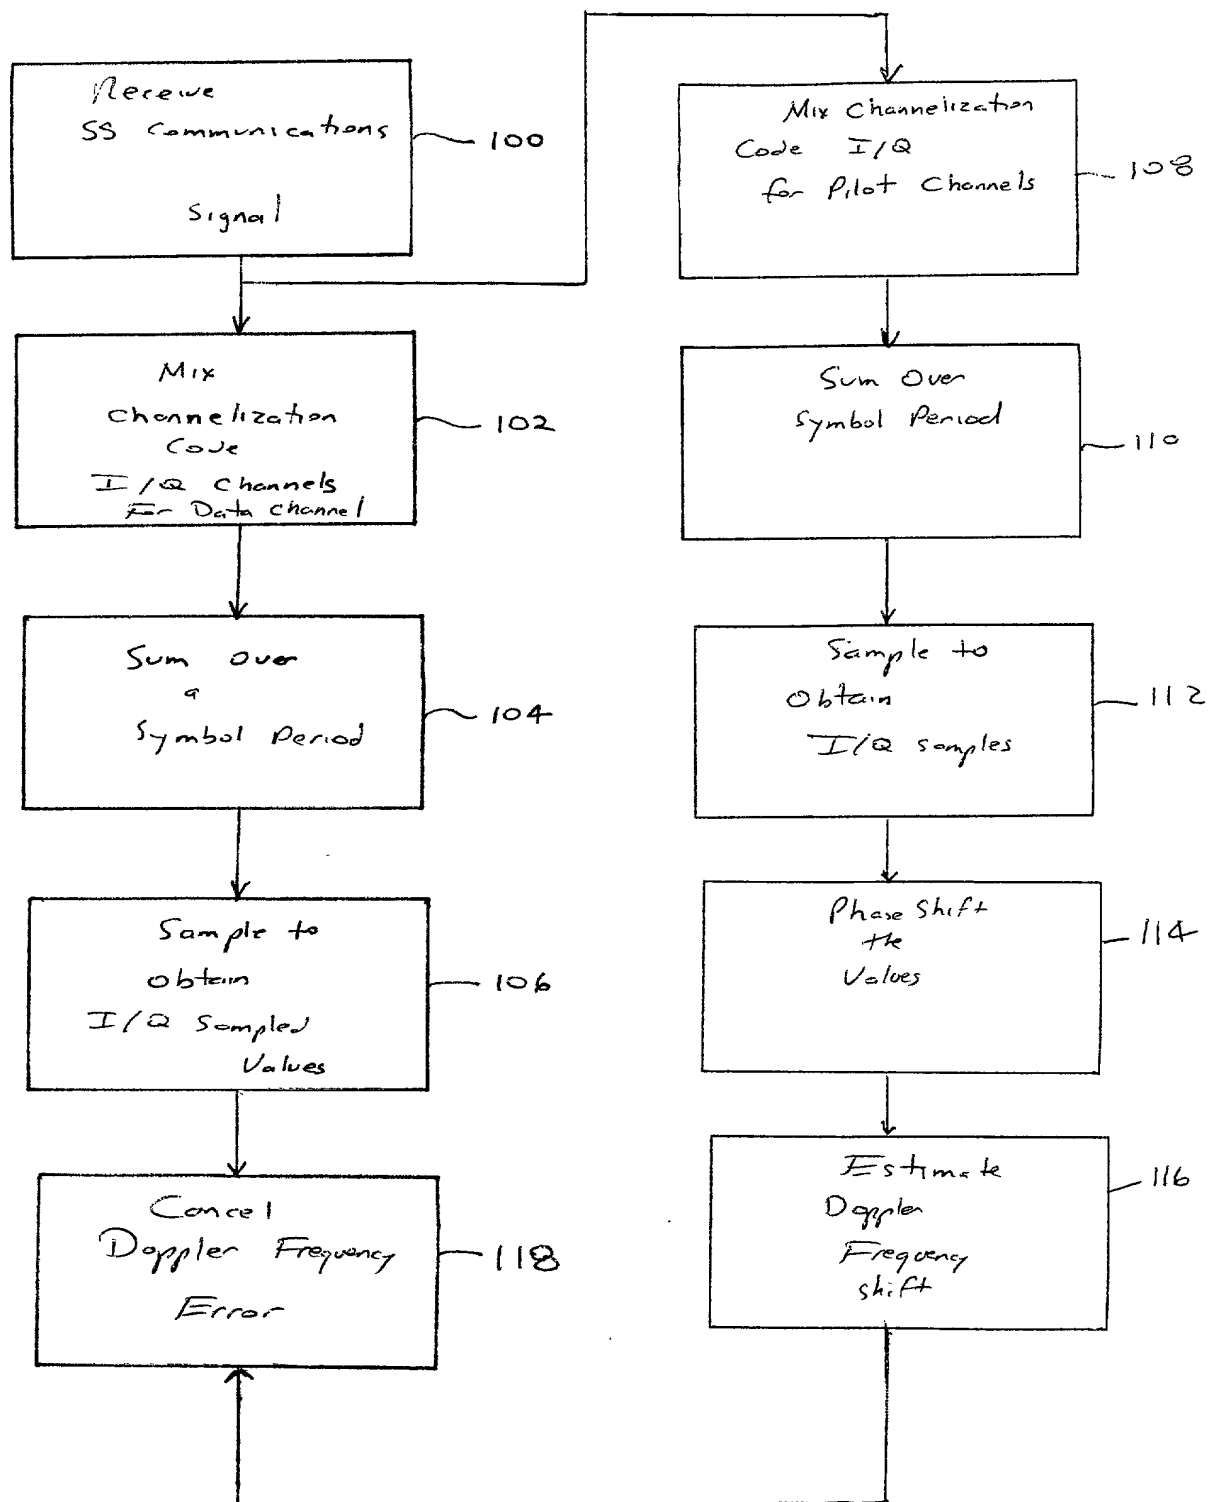 Receive
SS Communications
Signal
100
Mix
Channelization
Code
I/Q Channels
For Data Channel
102
Sum Over
a
Symbol Period
104
Sample to
Obtain
I/Q Sampled
Values
106
Cancel
Doppler Frequency
Error
118
Mix Channelization
Code I/Q
for Pilot Channels
108
Sum Over
Symbol Period
110
Sample to
Obtain
I/Q samples
112
Phase Shift
the
Values
114
Estimate
Doppler
Frequency
shift
116